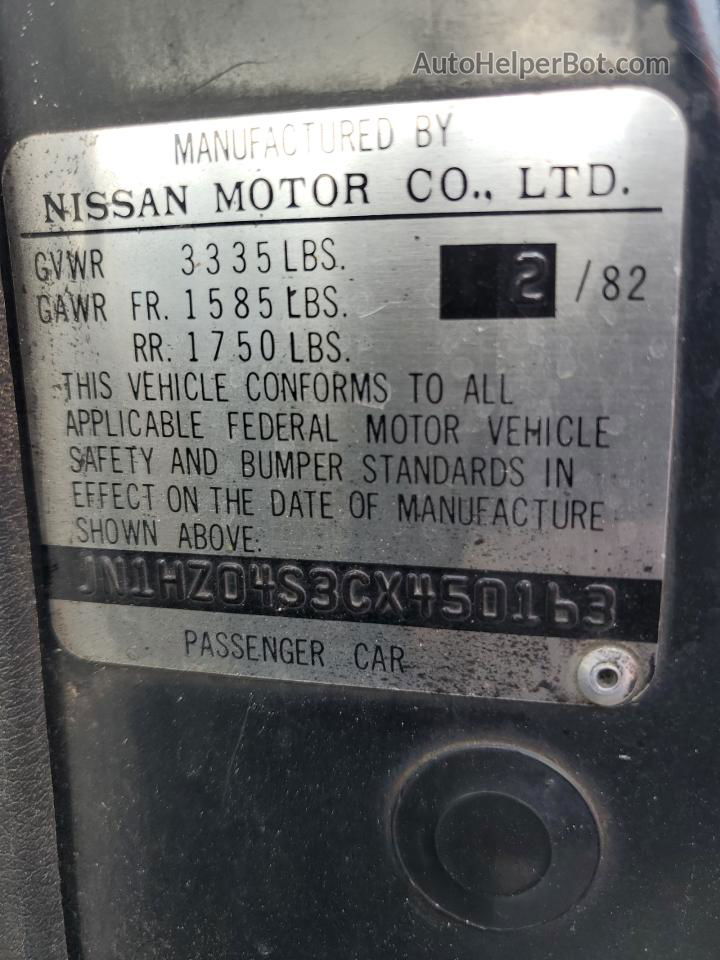 AutoHelperBot.com
MANUFACTURED BY
NISSAN MOTOR CO., LTD.
GVWR 3335 LBS. 2 / 82
GAWR FR. 1585 LBS.
RR. 1750 LBS.
THIS VEHICLE CONFORMS TO ALL
APPLICABLE FEDERAL MOTOR VEHICLE
SAFETY AND BUMPER STANDARDS IN
EFFECT ON THE DATE OF MANUFACTURE
SHOWN ABOVE.
JN1HZ04S3CX450163
PASSENGER CAR